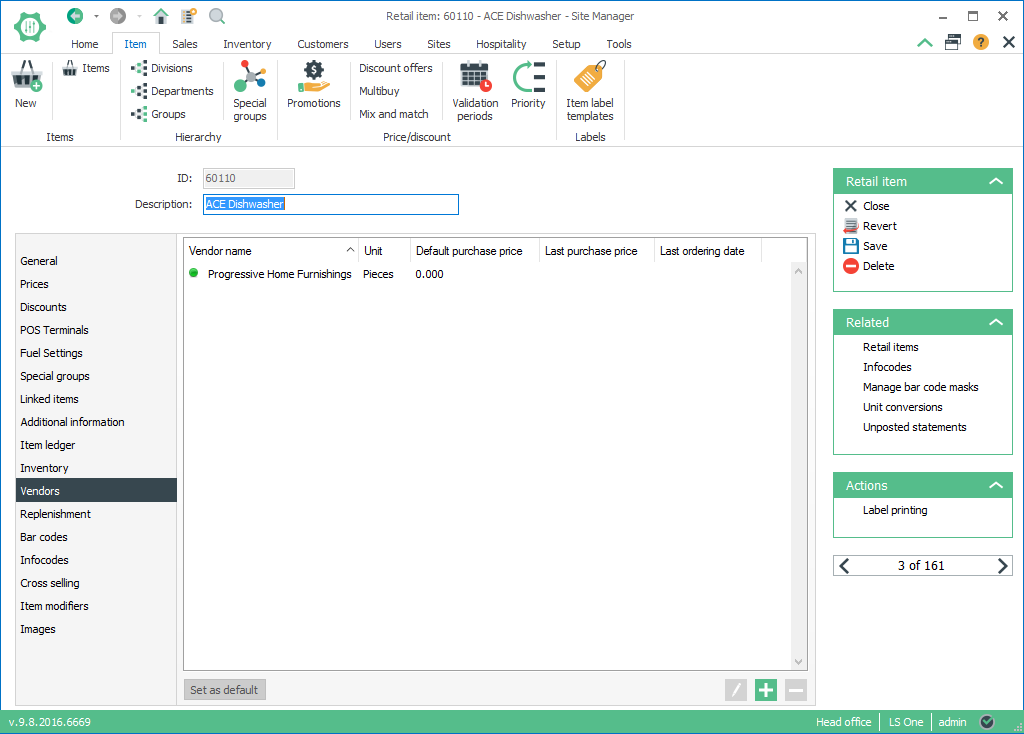 Retail item: 60110 - ACE Dishwasher - Site Manager
Home Item Sales Inventory Customers Users Sites Hospitality Setup Tools
New
Items
Items
Divisions
Departments
Groups
Special
groups
Hierarchy
Promotions
Discount offers
Multibuy
Mix and match
Validation
periods
Priority
Price/discount
Item label
templates
Labels
ID: 60110
Description: ACE Dishwasher
General
Prices
Discounts
POS Terminals
Fuel Settings
Special groups
Linked items
Additional information
Item ledger
Inventory
Vendors
Replenishment
Bar codes
Infocodes
Cross selling
Item modifiers
Images
Vendor name Unit Default purchase price Last purchase price Last ordering date
Progressive Home Furnishings Pieces 0.000
Set as default
Retail item
Close
Revert
Save
Delete
Related
Retail items
Infocodes
Manage bar code masks
Unit conversions
Unposted statements
Actions
Label printing
3 of 161
v.9.8.2016.6669
Head office LS One admin